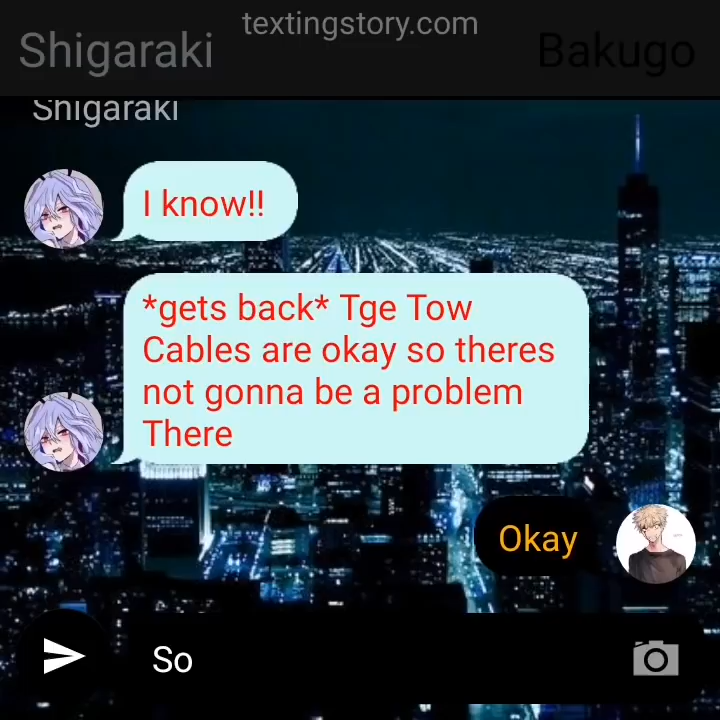 textingstory.com
Shigaraki
Bakugo
Shigaraki
I know!!
*gets back* Tge Tow
Cables are okay so theres
not gonna be a problem
There
Okay
So